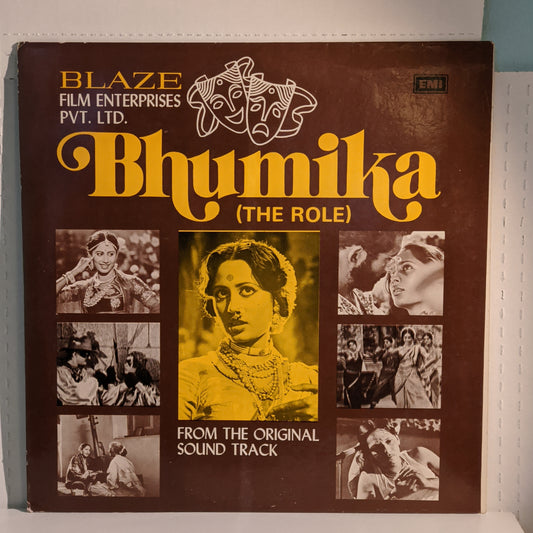 BLAZE
FILM ENTERPRISES
PVT. LTD.
EMI
Bhumika
(THE ROLE)
FROM THE ORIGINAL
SOUND TRACK